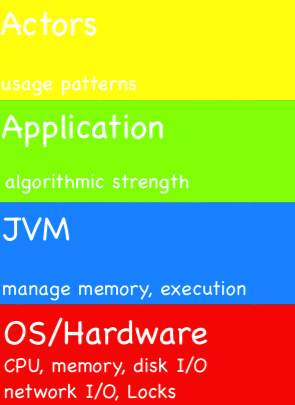 Actors
usage patterns
Application
algorithmic strength
JVM
manage memory, execution
OS/Hardware
CPU, memory, disk I/O
network I/O, Locks